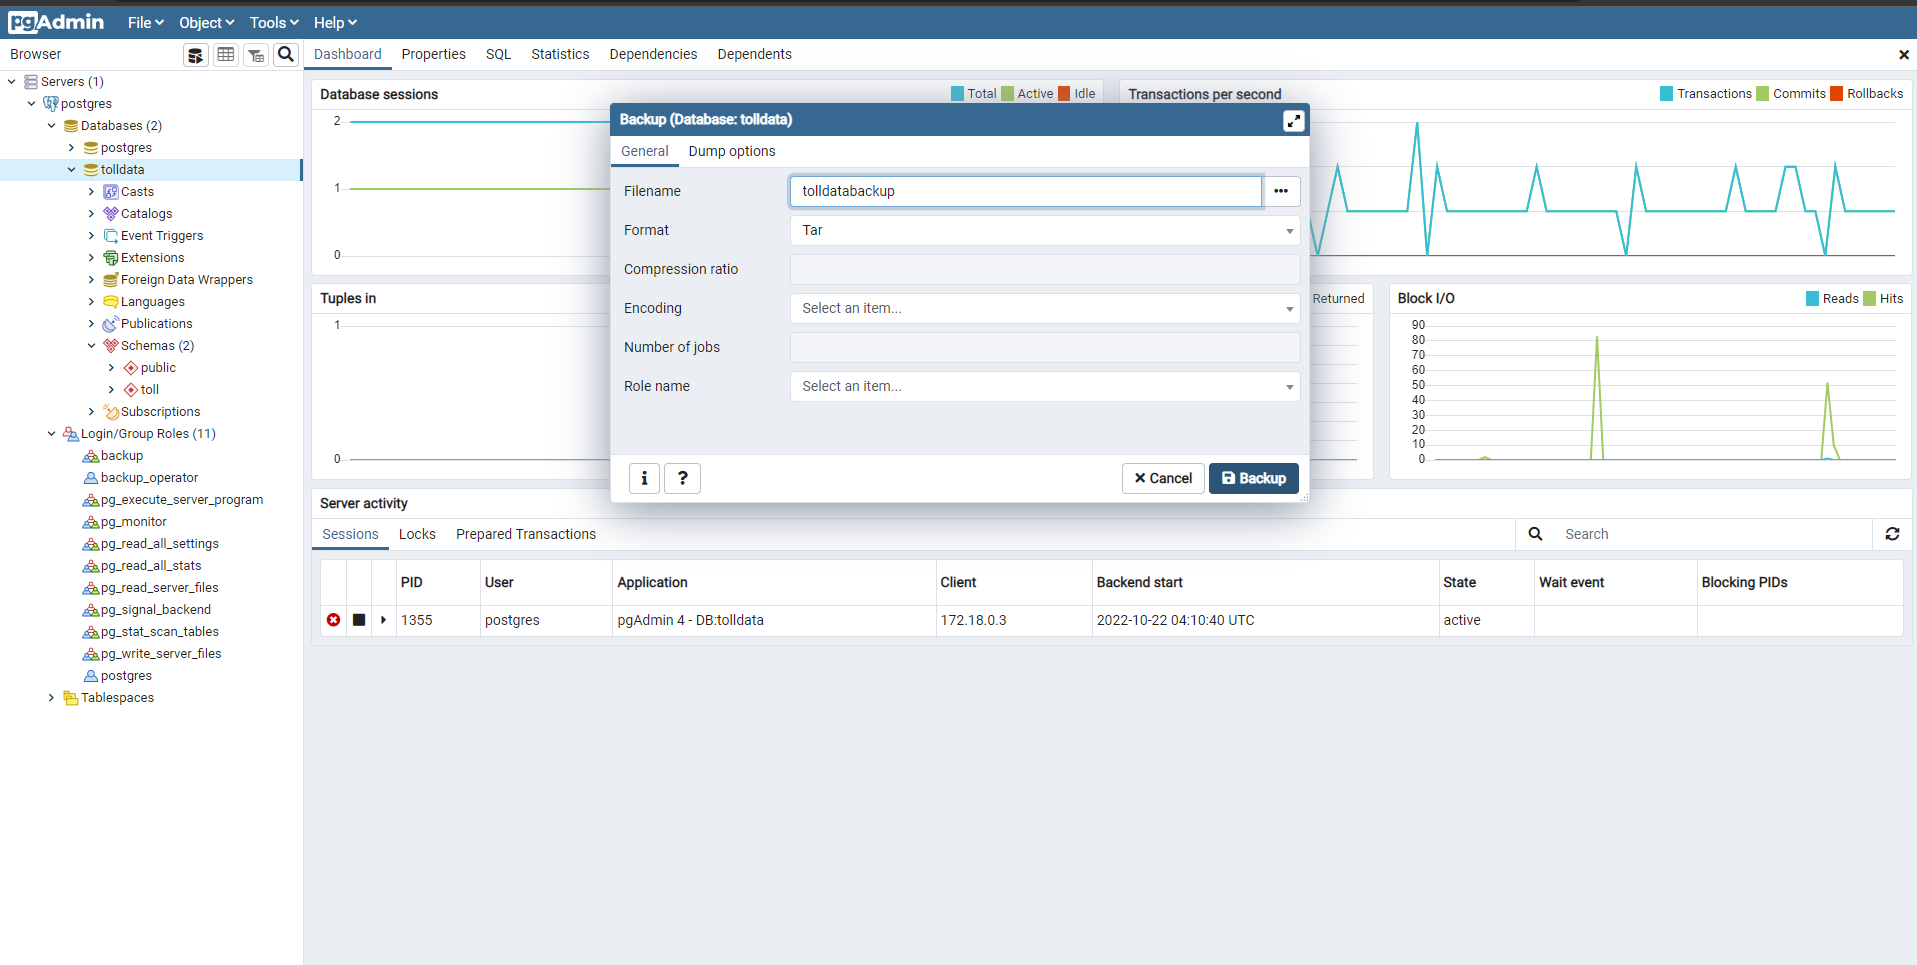 pgAdmin File Object Tools Help
Browser
Dashboard Properties SQL Statistics Dependencies Dependents
Servers (1)
postgres
Databases (2)
postgres
tolldata
Casts
Catalogs
Event Triggers
Extensions
Foreign Data Wrappers
Languages
Publications
Schemas (2)
public
toll
Subscriptions
Login/Group Roles (11)
backup
backup_operator
pg_execute_server_program
pg_monitor
pg_read_all_settings
pg_read_all_stats
pg_read_server_files
pg_signal_backend
pg_stat_scan_tables
pg_write_server_files
postgres
Tablespaces
Database sessions Total Active Idle
2
1
0
Transactions per second Transactions Commits Rollbacks
Backup (Database: tolldata)
General Dump options
Filename tolldatabackup •••
Format Tar
Compression ratio
Encoding Select an item...
Number of jobs
Role name Select an item...
i ? Cancel Backup
Tuples in
1
0
Returned
Block I/O Reads Hits
90
80
70
60
50
40
30
20
10
0
Server activity
Sessions Locks Prepared Transactions Search
PID User Application Client Backend start State Wait event Blocking PIDs
1355 postgres pgAdmin 4 - DB:tolldata 172.18.0.3 2022-10-22 04:10:40 UTC active